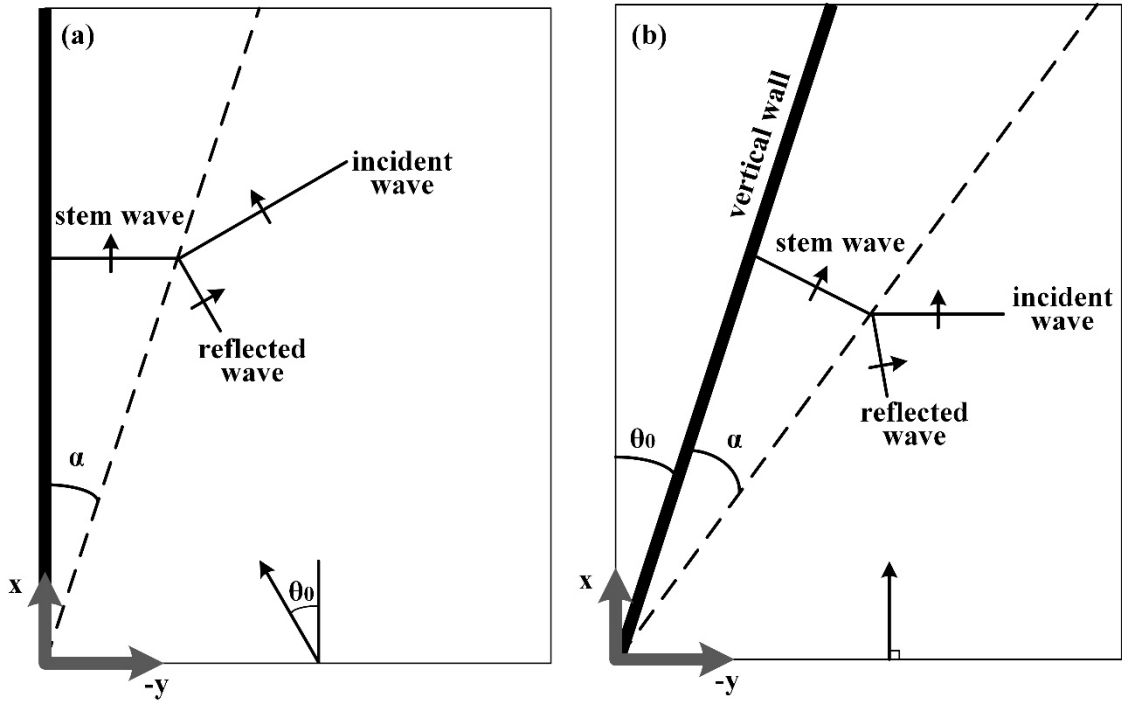 (a)
incident
wave
stem wave
reflected
wave
α
θ0
x
-y
(b)
vertical wall
stem wave
incident
wave
reflected
wave
θ0
α
x
-y